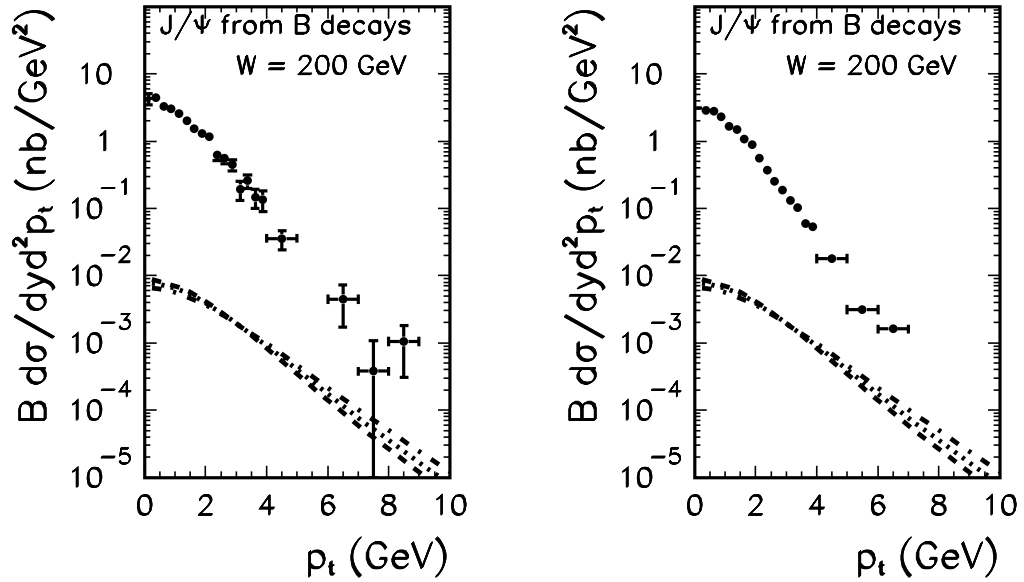 J/ψ from B decays
W = 200 GeV
B dσ/dyd²pₜ (nb/GeV²)
10
1
10⁻¹
10⁻²
10⁻³
10⁻⁴
10⁻⁵
0 2 4 6 8 10
pₜ (GeV)
J/ψ from B decays
W = 200 GeV
B dσ/dyd²pₜ (nb/GeV²)
10
1
10⁻¹
10⁻²
10⁻³
10⁻⁴
10⁻⁵
0 2 4 6 8 10
pₜ (GeV)